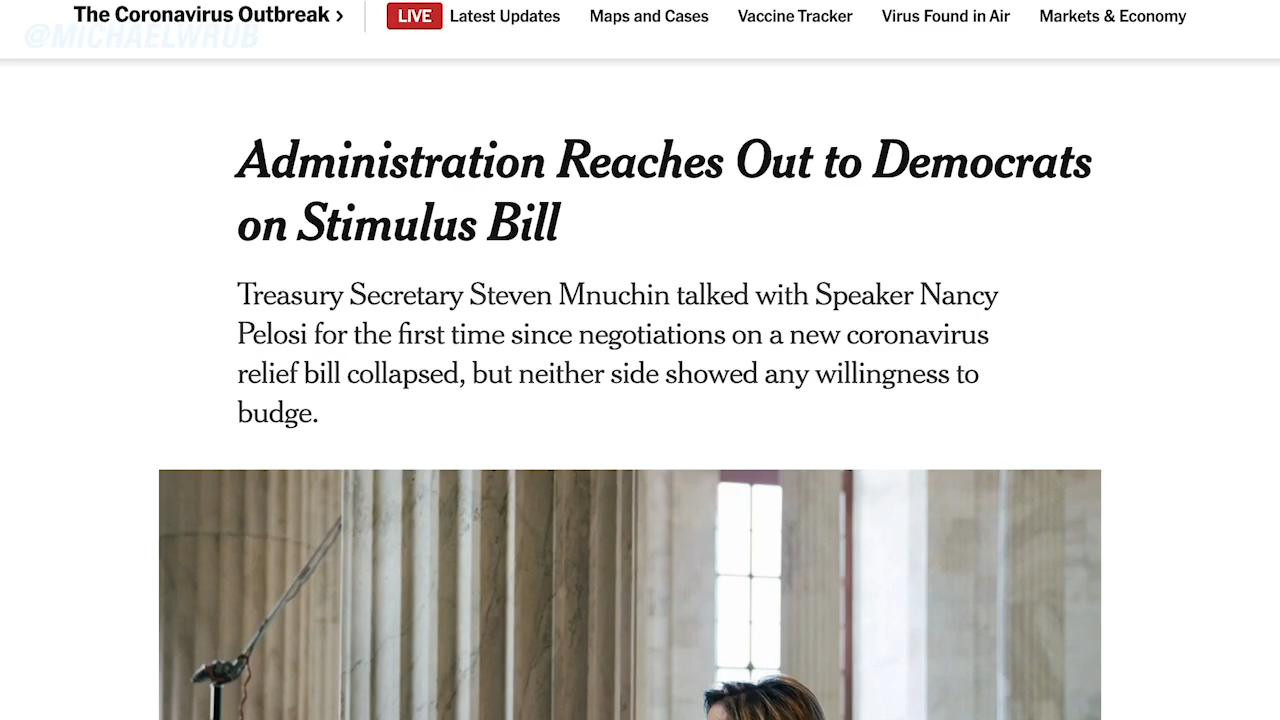 The Coronavirus Outbreak › LIVE Latest Updates Maps and Cases Vaccine Tracker Virus Found in Air Markets & Economy
@MICHAELWRUB
Administration Reaches Out to Democrats
on Stimulus Bill
Treasury Secretary Steven Mnuchin talked with Speaker Nancy
Pelosi for the first time since negotiations on a new coronavirus
relief bill collapsed, but neither side showed any willingness to
budge.